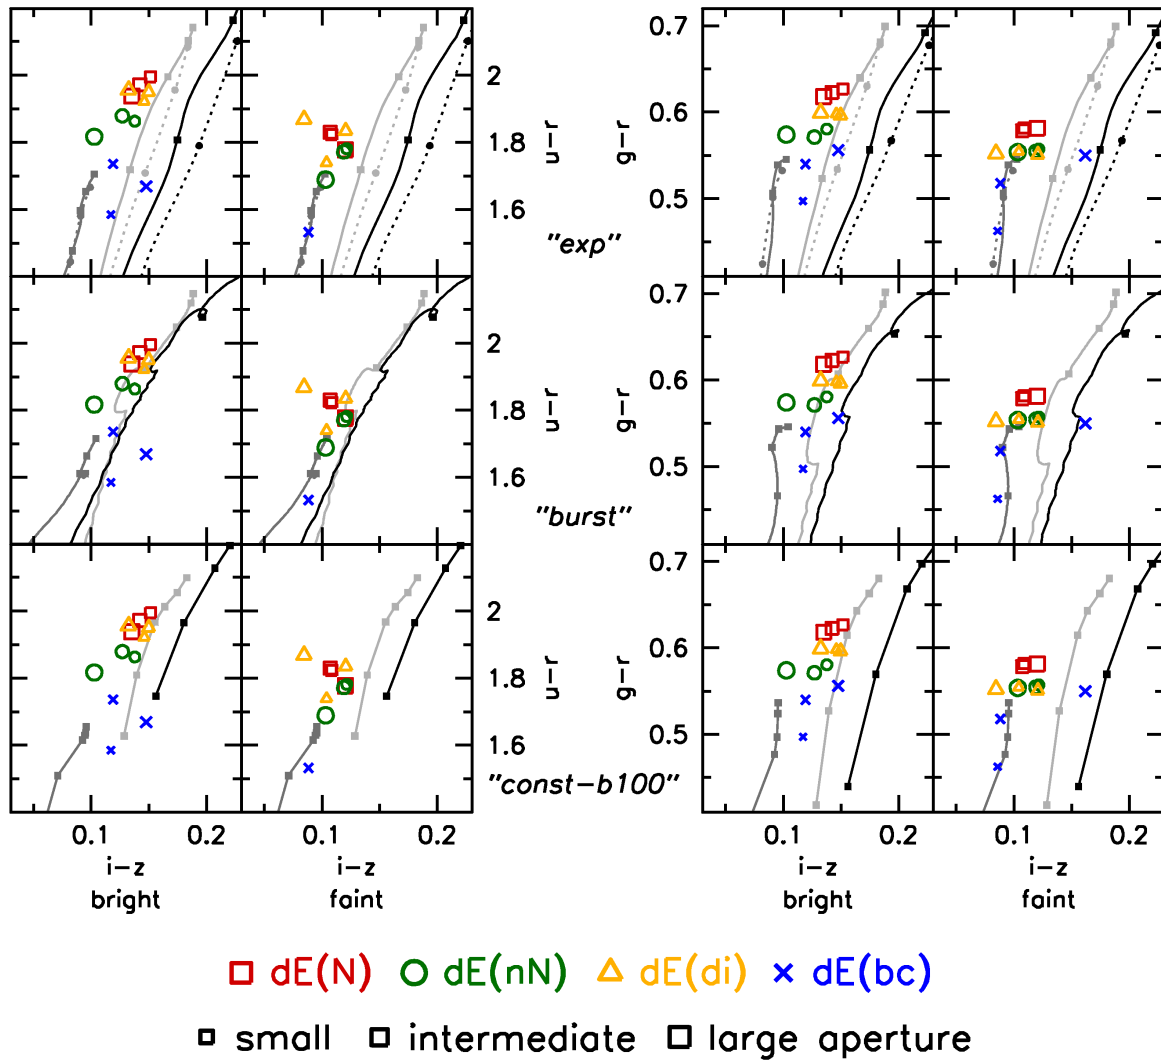 2
1.8
1.6
u−r
"exp"
0.7
0.6
0.5
g−r
2
1.8
1.6
u−r
"burst"
0.7
0.6
0.5
g−r
2
1.8
1.6
u−r
"const−b100"
0.7
0.6
0.5
g−r
0.1 0.2 0.1 0.2 0.1 0.2 0.1 0.2
i−z i−z i−z i−z
bright faint bright faint
dE(N) dE(nN) dE(di) dE(bc)
small intermediate large aperture